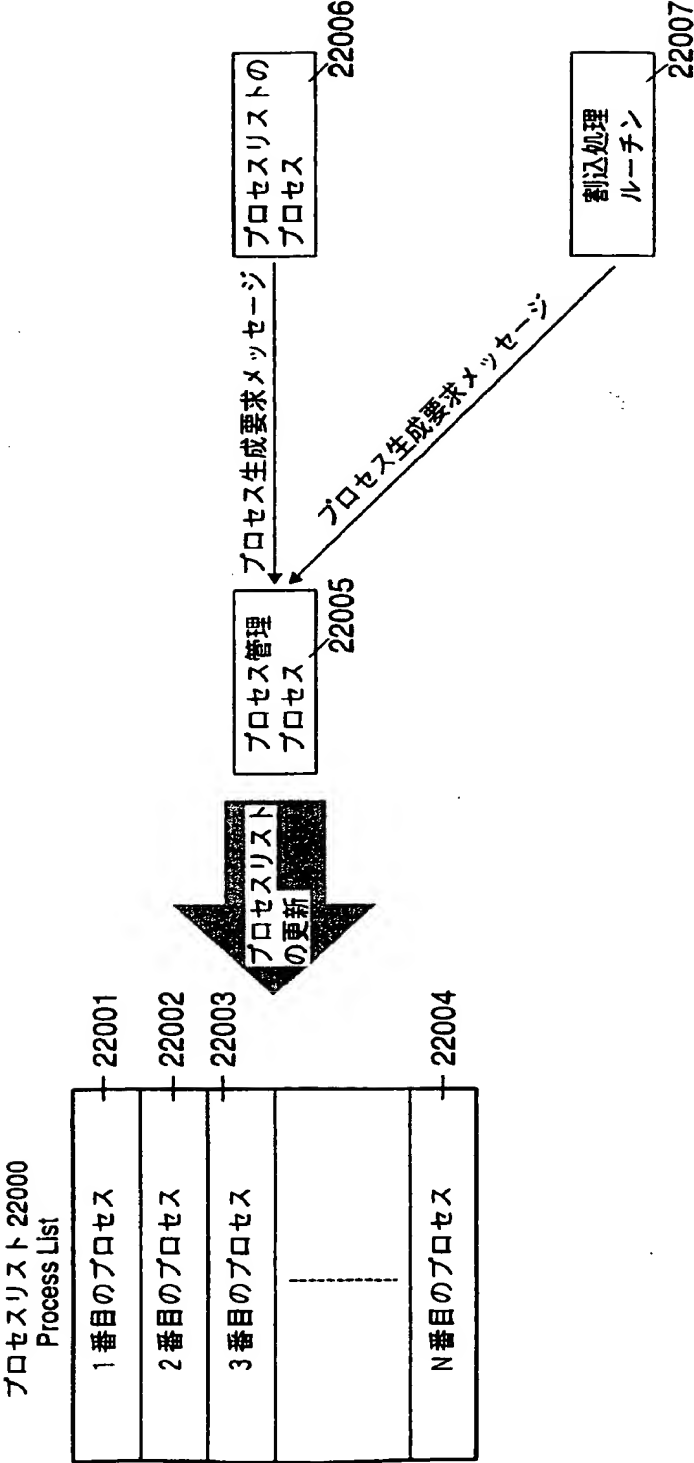 プロセスリスト 22000
Process List
1番目のプロセス
22001
2番目のプロセス
22002
3番目のプロセス
22003
N番目のプロセス
22004
プロセスリスト
の更新
プロセス管理
プロセス
22005
プロセス生成要求メッセージ
プロセス生成要求メッセージ
プロセスリストの
プロセス
22006
割込処理
ルーチン
22007